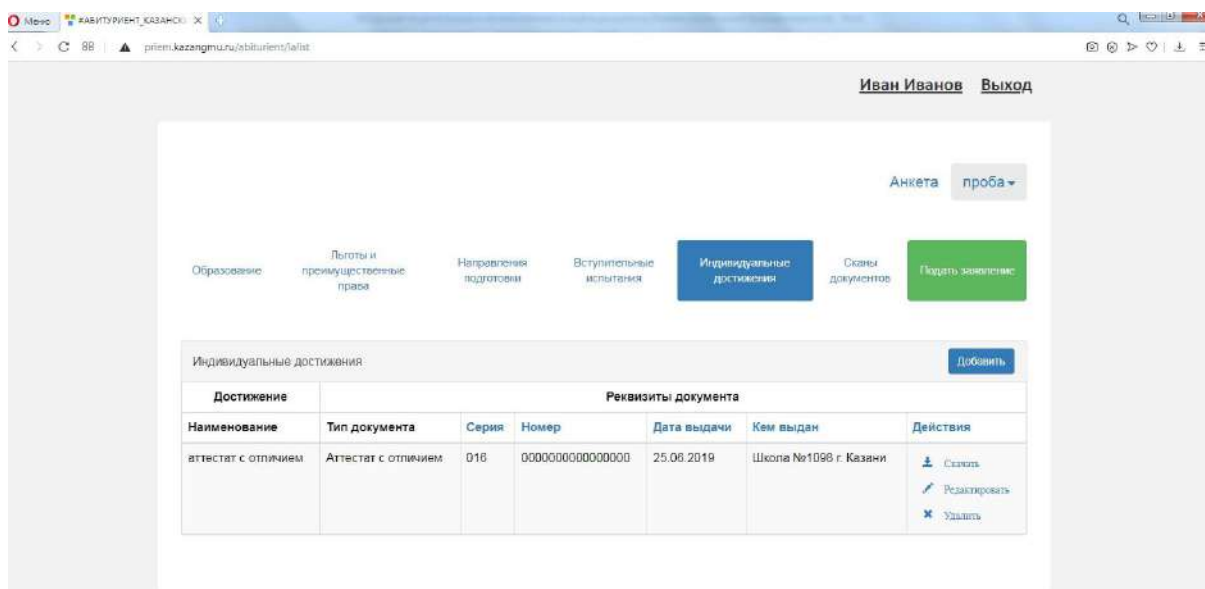 Меню #АБИТУРИЕНТ_КАЗАНСК
priem.kazangmu.ru/abiturient/ialist
Иван Иванов Выход
Анкета проба
Образование
Льготы и
преимущественные
права
Направления
подготовки
Вступительные
испытания
Индивидуальные
достижения
Сканы
документов
Подать заявление
Индивидуальные достижения Добавить
Достижение Реквизиты документа
Наименование Тип документа Серия Номер Дата выдачи Кем выдан Действия
аттестат с отличием Аттестат с отличием 016 0000000000000000 25.06.2019 Школа №1098 г. Казани
Скачать
Редактировать
Удалить